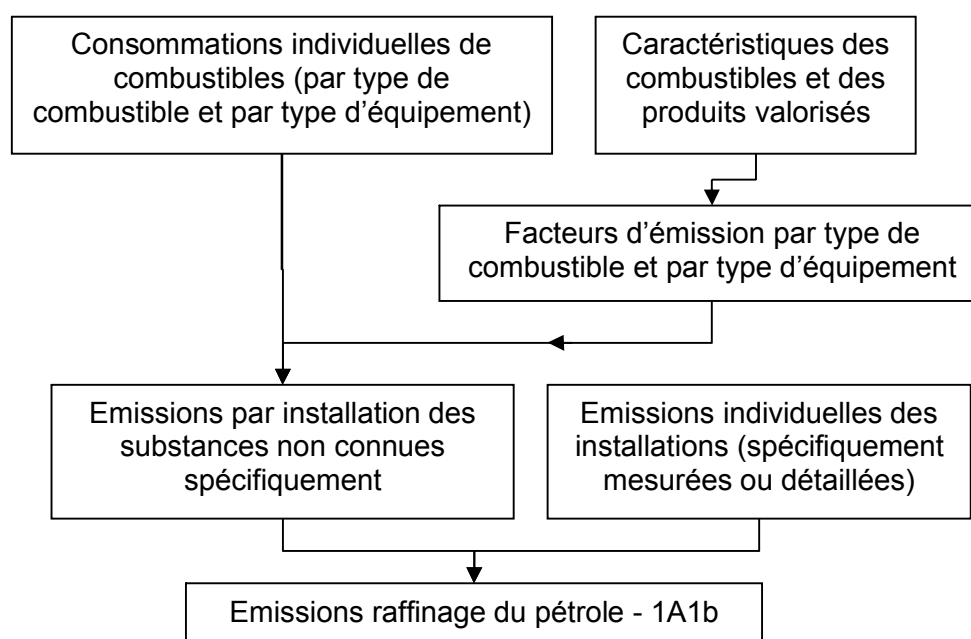 Consommations individuelles de
combustibles (par type de
combustible et par type d'équipement)
Caractéristiques des
combustibles et des
produits valorisés
Facteurs d'émission par type de
combustible et par type d'équipement
Emissions par installation des
substances non connues
spécifiquement
Emissions individuelles des
installations (spécifiquement
mesurées ou détaillées)
Emissions raffinage du pétrole - 1A1b